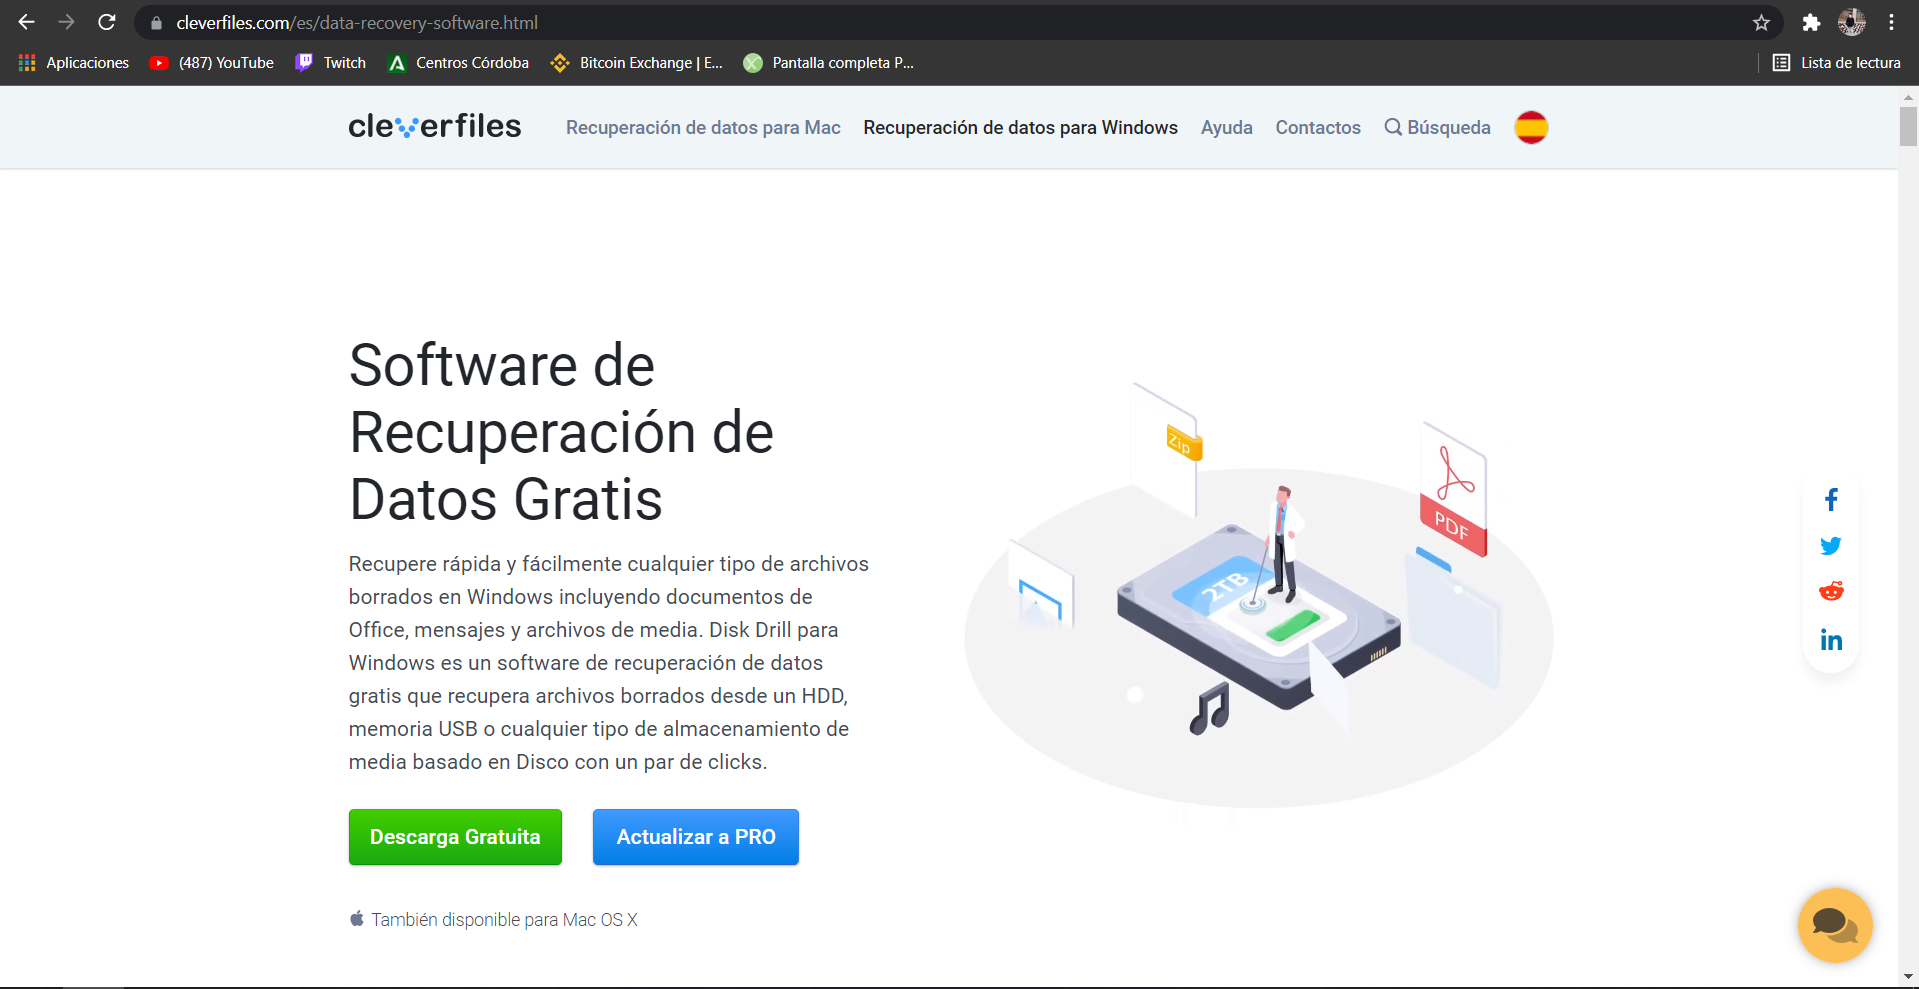 cleverfiles.com/es/data-recovery-software.html
Aplicaciones (487) YouTube Twitch Centros Córdoba Bitcoin Exchange | E... Pantalla completa P... Lista de lectura
cleverfiles Recuperación de datos para Mac Recuperación de datos para Windows Ayuda Contactos Búsqueda
Software de
Recuperación de
Datos Gratis
Recupere rápida y fácilmente cualquier tipo de archivos
borrados en Windows incluyendo documentos de
Office, mensajes y archivos de media. Disk Drill para
Windows es un software de recuperación de datos
gratis que recupera archivos borrados desde un HDD,
memoria USB o cualquier tipo de almacenamiento de
media basado en Disco con un par de clicks.
Descarga Gratuita Actualizar a PRO
También disponible para Mac OS X
Zip
PDF
2TB
f
in